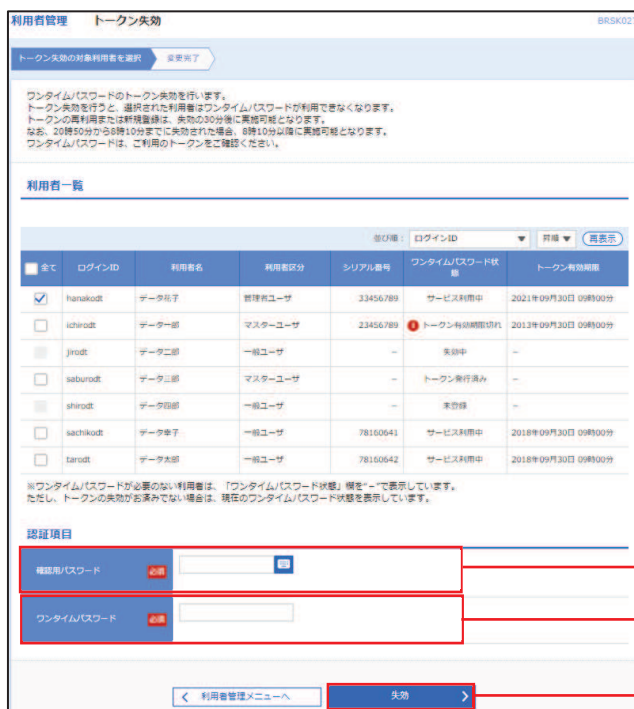 利用者管理 トークン失効 BRSK027
トークン失効の対象利用者を選択 変更完了
ワンタイムパスワードのトークン失効を行います。
トークン失効を行うと、選択された利用者はワンタイムパスワードが利用できなくなります。
トークンの再利用または新規登録は、失効の30分後に実施可能となります。
なお、20時50分から8時10分までに失効された場合、8時10分以降に実施可能となります。
ワンタイムパスワードは、ご利用のトークンをご確認ください。
利用者一覧
並び順: ログインID 昇順 再表示
全て ログインID 利用者名 利用者区分 シリアル番号 ワンタイムパスワード状態 トークン有効期限
hanakodt データ花子 管理者ユーザ 33456789 サービス利用中 2021年09月30日 09時00分
ichirodt データ一郎 マスターユーザ 23456789 トークン有効期限切れ 2013年09月30日 09時00分
jirodt データ二郎 一般ユーザ - 失効中 -
saburodt データ三郎 マスターユーザ - トークン発行済み -
shirodt データ四郎 一般ユーザ - 未登録 -
sachikodt データ幸子 一般ユーザ 78160641 サービス利用中 2018年09月30日 09時00分
tarodt データ太郎 一般ユーザ 78160642 サービス利用中 2018年09月30日 09時00分
※ワンタイムパスワードが必要のない利用者は、「ワンタイムパスワード状態」欄を"-"で表示しています。
ただし、トークンの失効がお済みでない場合は、現在のワンタイムパスワード状態を表示しています。
認証項目
確認用パスワード 必須
ワンタイムパスワード 必須
利用者管理メニューへ 失効